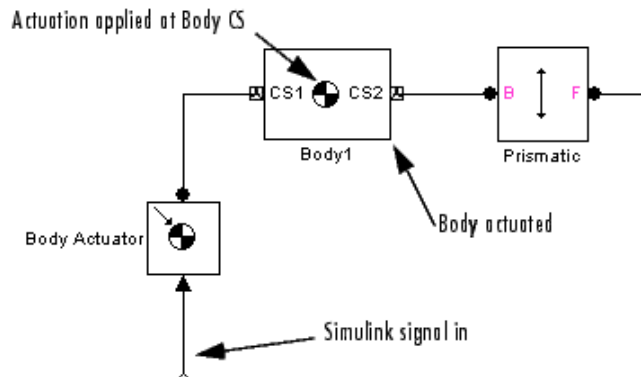 Actuation applied at Body CS
CS1 CS2
B F
Body1
Prismatic
Body actuated
Body Actuator
Simulink signal in